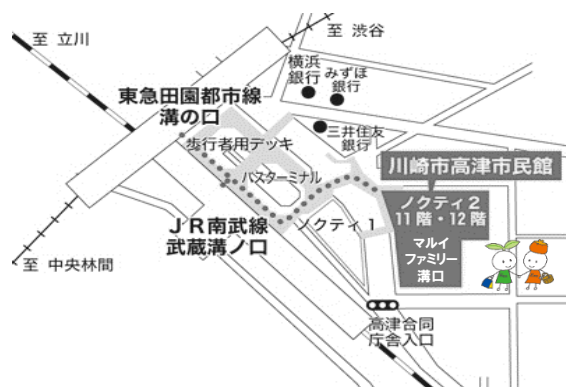 至 立川
至 渋谷
横浜
銀行
みずほ
銀行
東急田園都市線
溝の口
三井住友
銀行
歩行者用デッキ
バスターミナル
川崎市高津市民館
ノクティ2
11階・12階
マルイ
ファミリー
溝口
ノクティ1
JR南武線
武蔵溝ノ口
至 中央林間
高津合同
庁舎入口